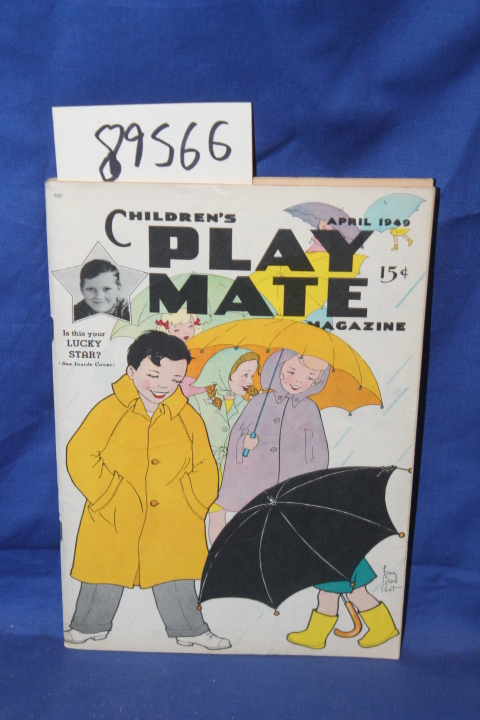 89566
CHILDREN'S
APRIL 1949
PLAY
MATE
15¢
MAGAZINE
Is this your
LUCKY
STAR?
(See Inside Cover)